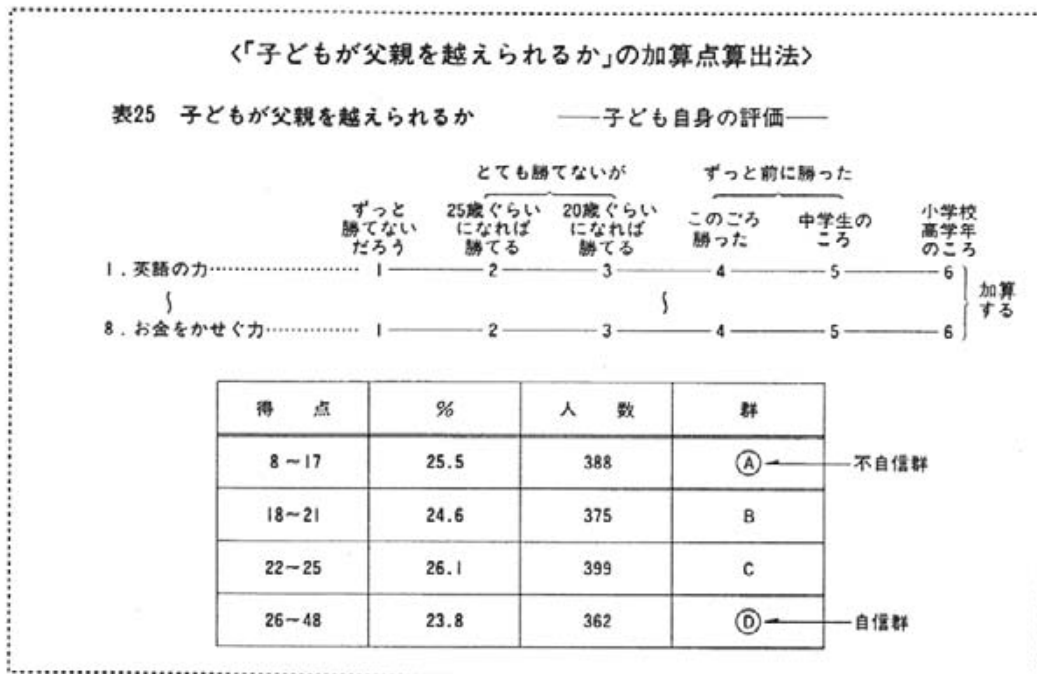 〈「子どもが父親を越えられるか」の加算点算出法〉
表25 子どもが父親を越えられるか ――子ども自身の評価――
とても勝てないが ずっと前に勝った
ずっと勝てないだろう 25歳ぐらいになれば勝てる 20歳ぐらいになれば勝てる このごろ勝った 中学生のころ 小学校高学年のころ
1.英語の力………………… 1 ― 2 ― 3 ― 4 ― 5 ― 6
加算する
8.お金をかせぐ力………… 1 ― 2 ― 3 ― 4 ― 5 ― 6
得点 % 人数 群
8~17 25.5 388 Ⓐ 不自信群
18~21 24.6 375 B
22~25 26.1 399 C
26~48 23.8 362 Ⓓ 自信群